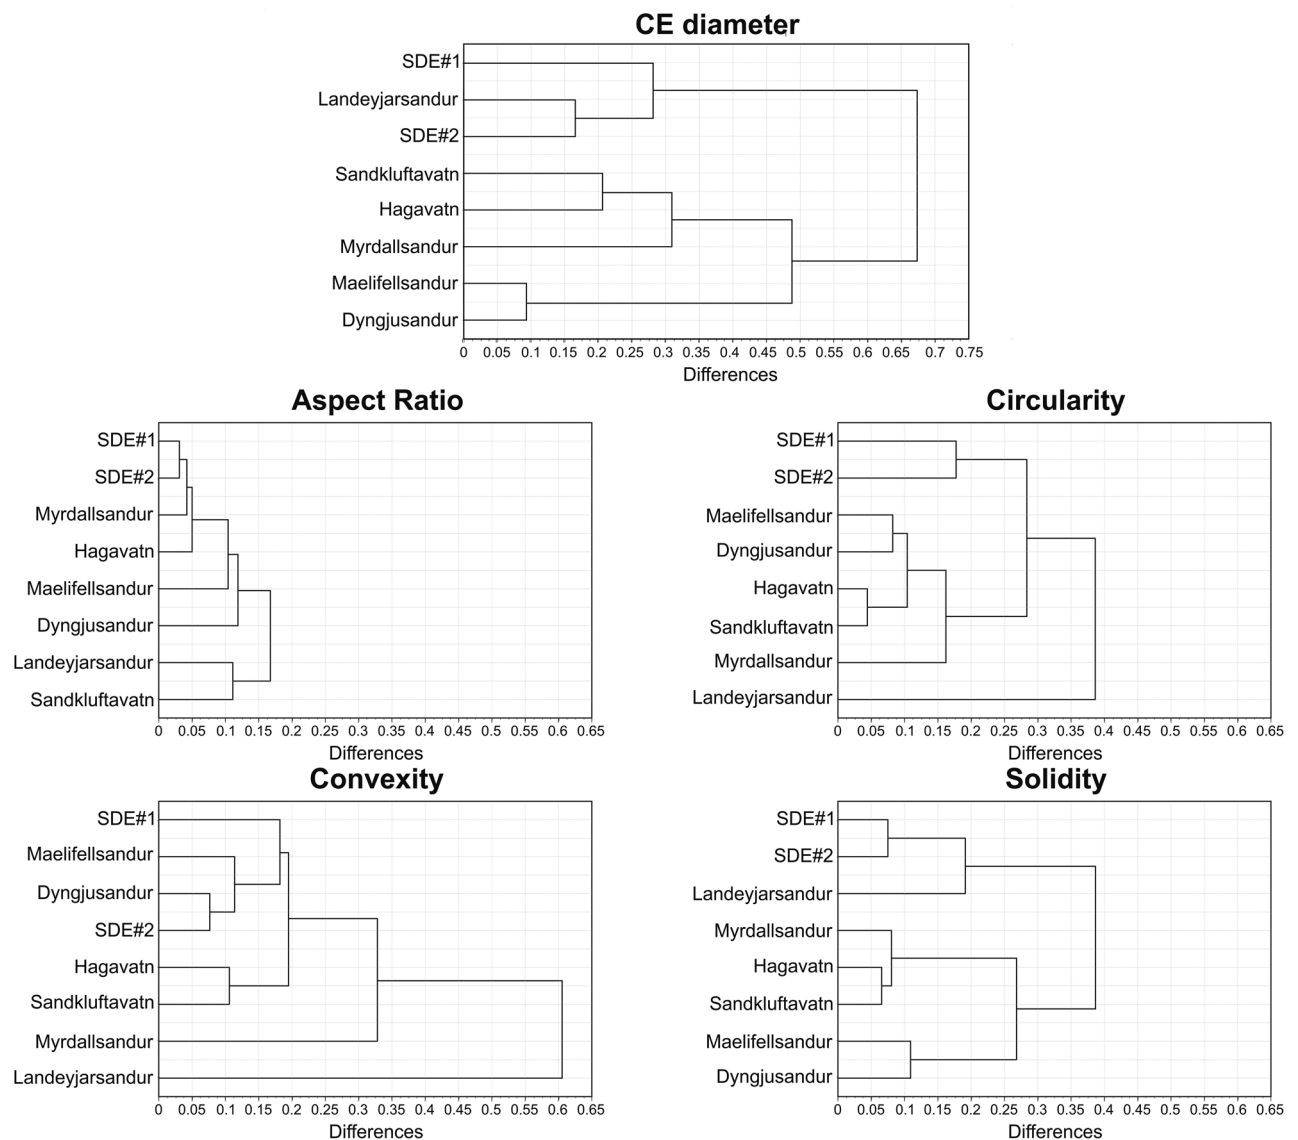 CE diameter
SDE#1
Landeyjarsandur
SDE#2
Sandkluftavatn
Hagavatn
Myrdallsandur
Maelifellsandur
Dyngjusandur
0 0.05 0.1 0.15 0.2 0.25 0.3 0.35 0.4 0.45 0.5 0.55 0.6 0.65 0.7 0.75
Differences
Aspect Ratio
SDE#1
SDE#2
Myrdallsandur
Hagavatn
Maelifellsandur
Dyngjusandur
Landeyjarsandur
Sandkluftavatn
0 0.05 0.1 0.15 0.2 0.25 0.3 0.35 0.4 0.45 0.5 0.55 0.6 0.65
Differences
Circularity
SDE#1
SDE#2
Maelifellsandur
Dyngjusandur
Hagavatn
Sandkluftavatn
Myrdallsandur
Landeyjarsandur
0 0.05 0.1 0.15 0.2 0.25 0.3 0.35 0.4 0.45 0.5 0.55 0.6 0.65
Differences
Convexity
SDE#1
Maelifellsandur
Dyngjusandur
SDE#2
Hagavatn
Sandkluftavatn
Myrdallsandur
Landeyjarsandur
0 0.05 0.1 0.15 0.2 0.25 0.3 0.35 0.4 0.45 0.5 0.55 0.6 0.65
Differences
Solidity
SDE#1
SDE#2
Landeyjarsandur
Myrdallsandur
Hagavatn
Sandkluftavatn
Maelifellsandur
Dyngjusandur
0 0.05 0.1 0.15 0.2 0.25 0.3 0.35 0.4 0.45 0.5 0.55 0.6 0.65
Differences